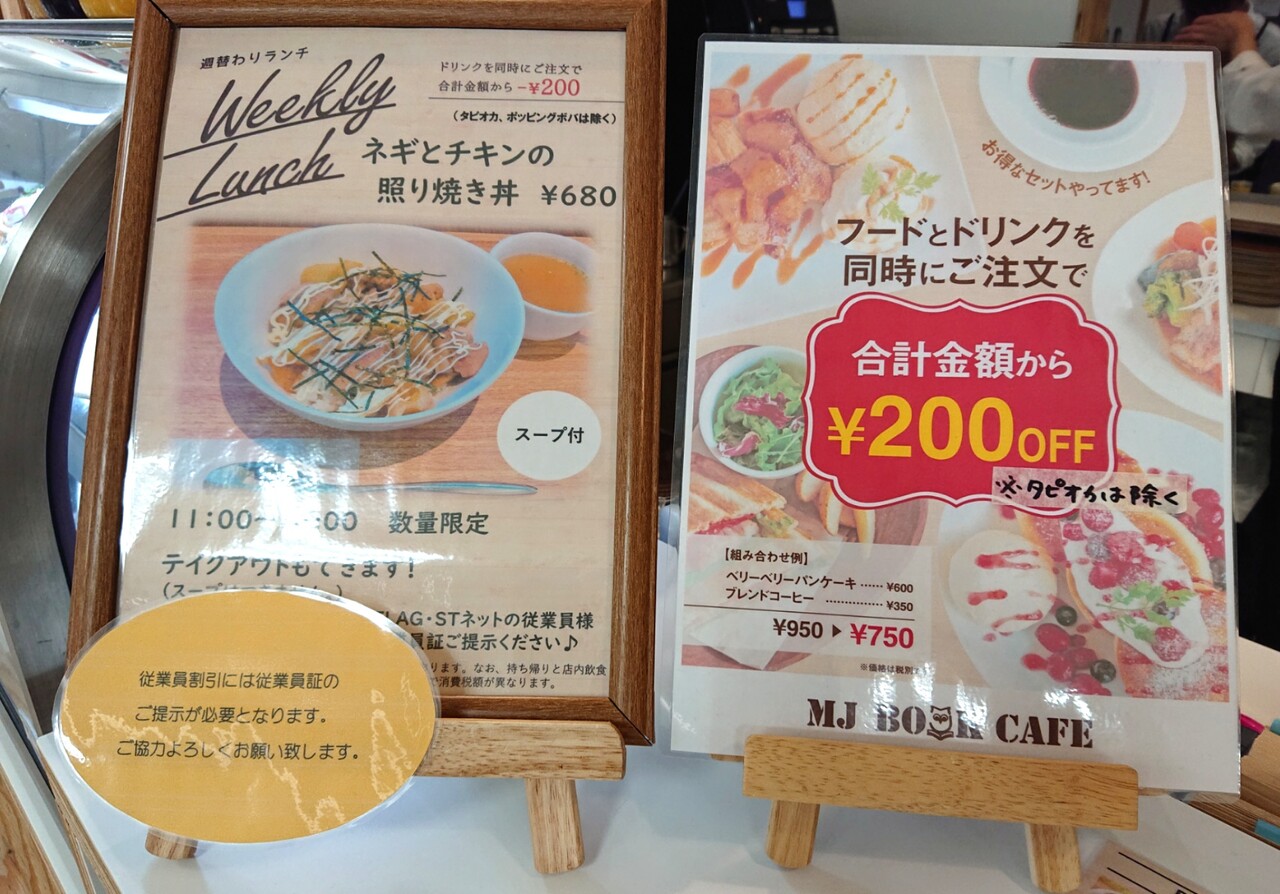 週替わりランチ
Weekly
Lunch
ドリンクを同時にご注文で
合計金額から-¥200
(タピオカ、ポッピングボバは除く)
ネギとチキンの
照り焼き丼 ¥680
スープ付
11:00~ :00 数量限定
テイクアウトもできます!
(スープは
LAG・STネットの従業員様
員証ご提示ください♪
ります。なお、持ち帰りと店内飲食
で消費税額が異なります。
従業員割引には従業員証の
ご提示が必要となります。
ご協力よろしくお願い致します。
お得なセットやってます!
フードとドリンクを
同時にご注文で
合計金額から
¥200OFF
※タピオカは除く
【組み合わせ例】
ベリーベリーパンケーキ …… ¥600
ブレンドコーヒー …………… ¥350
¥950 ▶ ¥750
※価格は税別
MJ BOOK CAFE